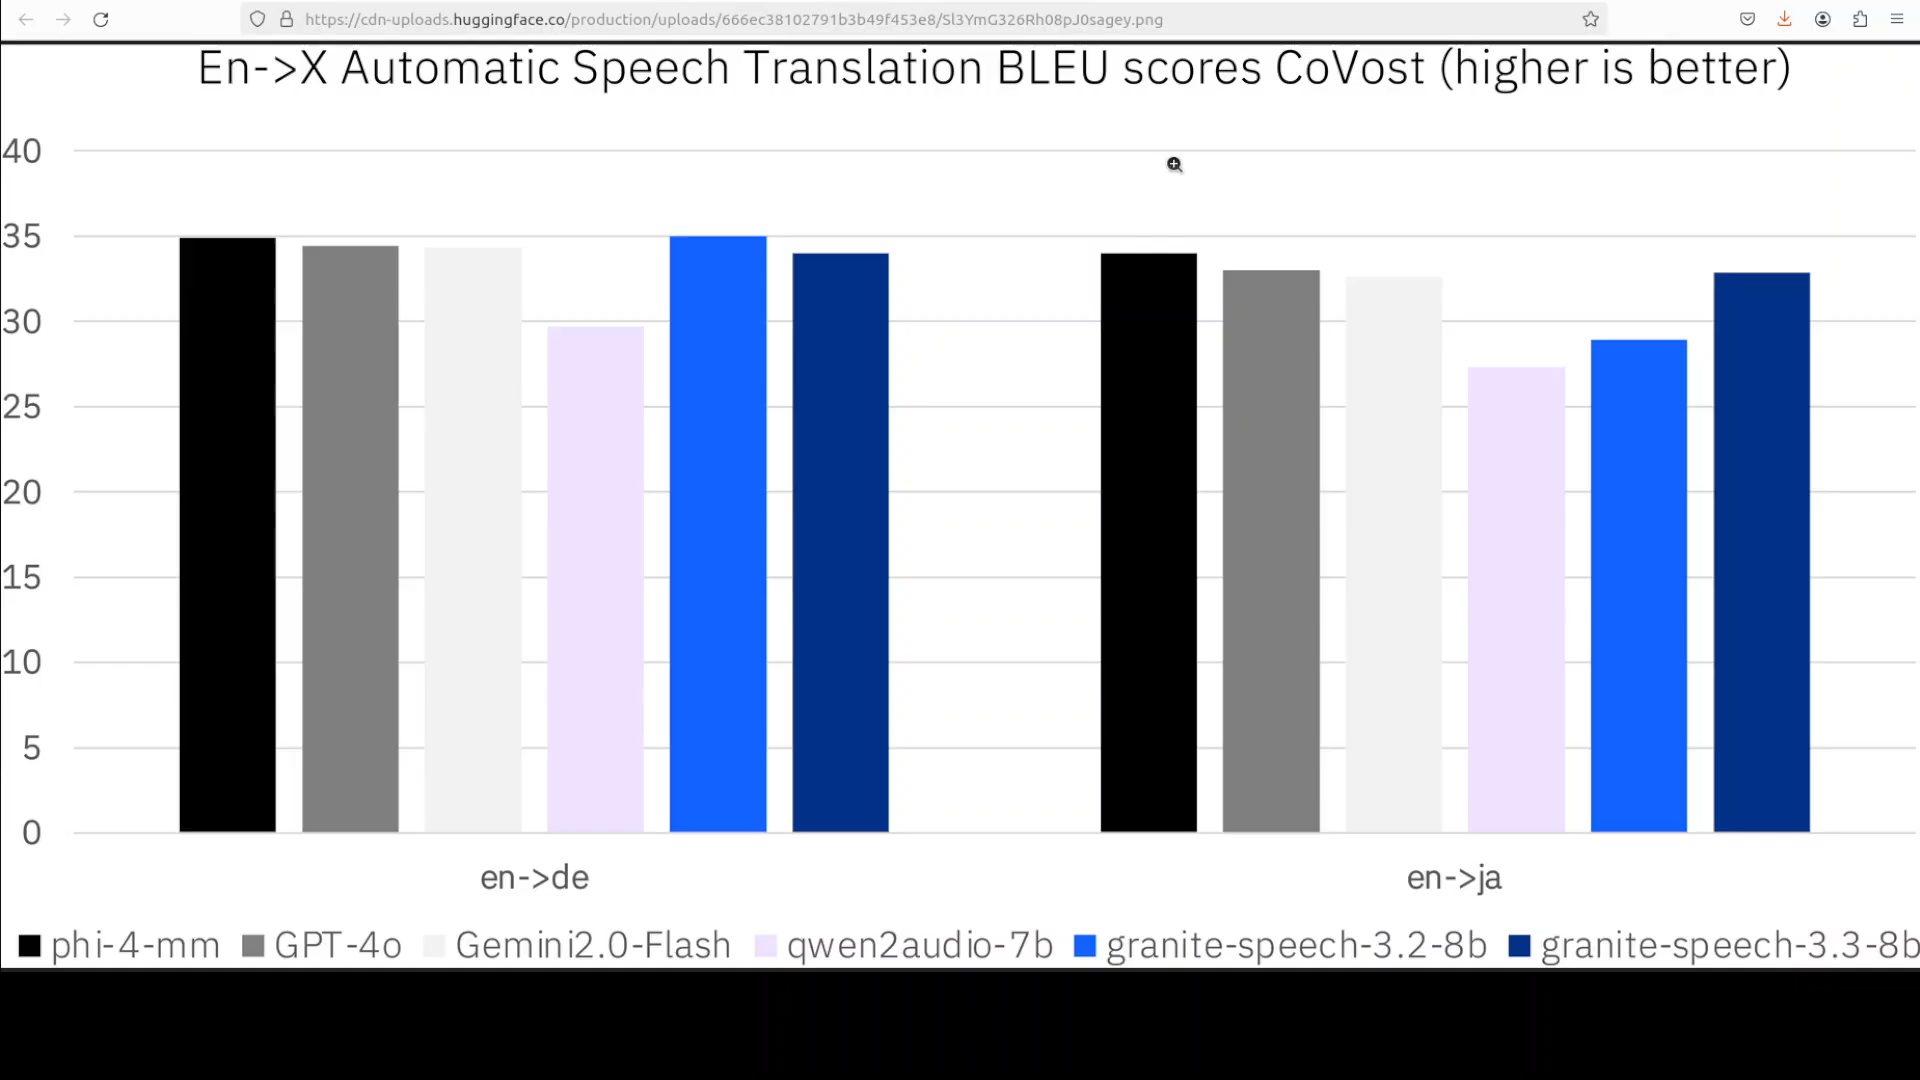 https://cdn-uploads.huggingface.co/production/uploads/666ec38102791b3b49f453e8/Sl3YmG326Rh08pJ0sagey.png
En->X Automatic Speech Translation BLEU scores CoVost (higher is better)
40
35
30
25
20
15
10
5
0
en->de en->ja
phi-4-mm GPT-4o Gemini2.0-Flash qwen2audio-7b granite-speech-3.2-8b granite-speech-3.3-8b